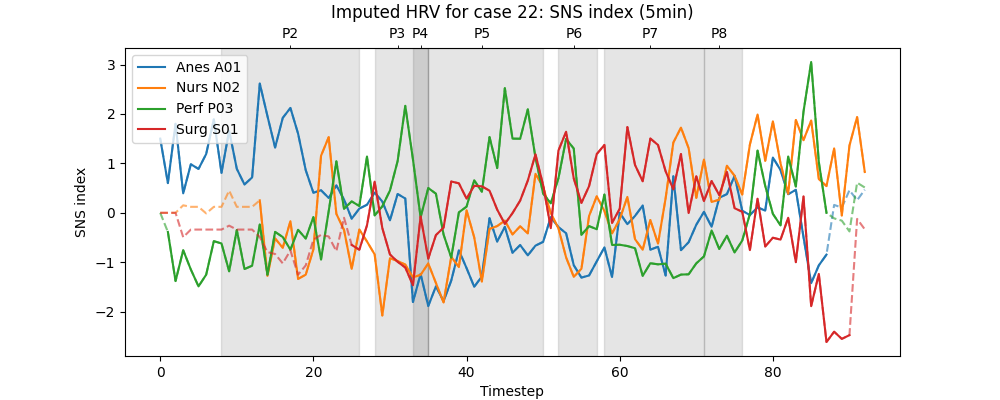 Imputed HRV for case 22: SNS index (5min)
P2 P3 P4 P5 P6 P7 P8
Anes A01
Nurs N02
Perf P03
Surg S01
3
2
1
0
−1
−2
SNS index
0 20 40 60 80
Timestep